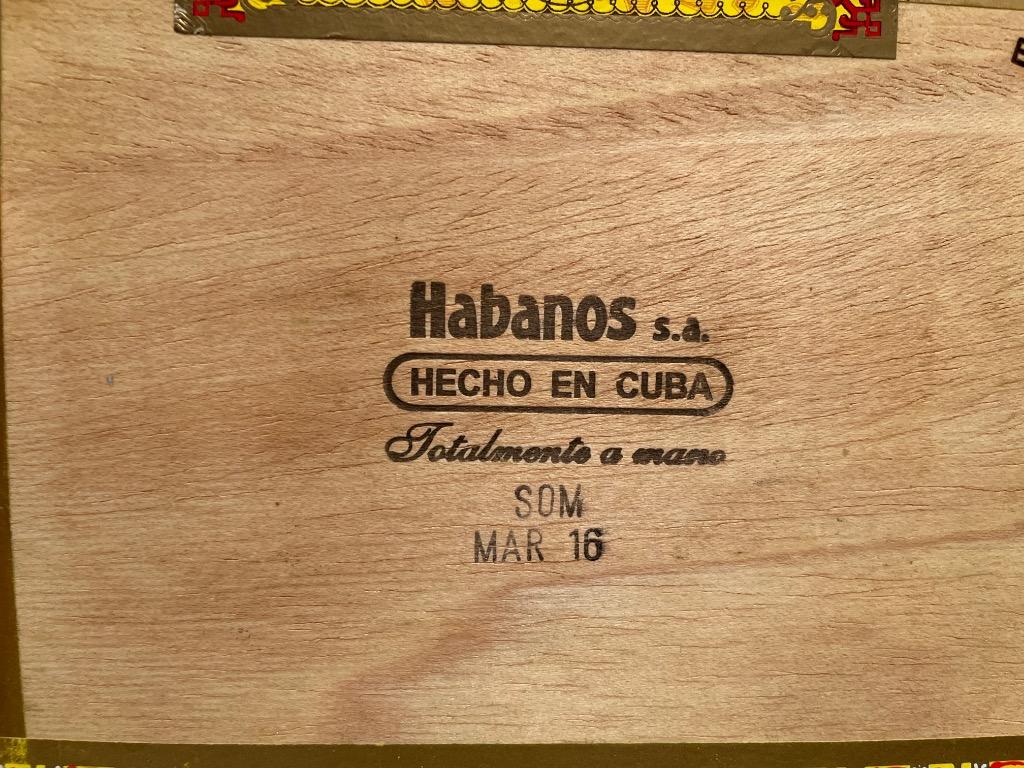 Habanos s.a.
HECHO EN CUBA
Totalmente a mano
SOM
MAR 16